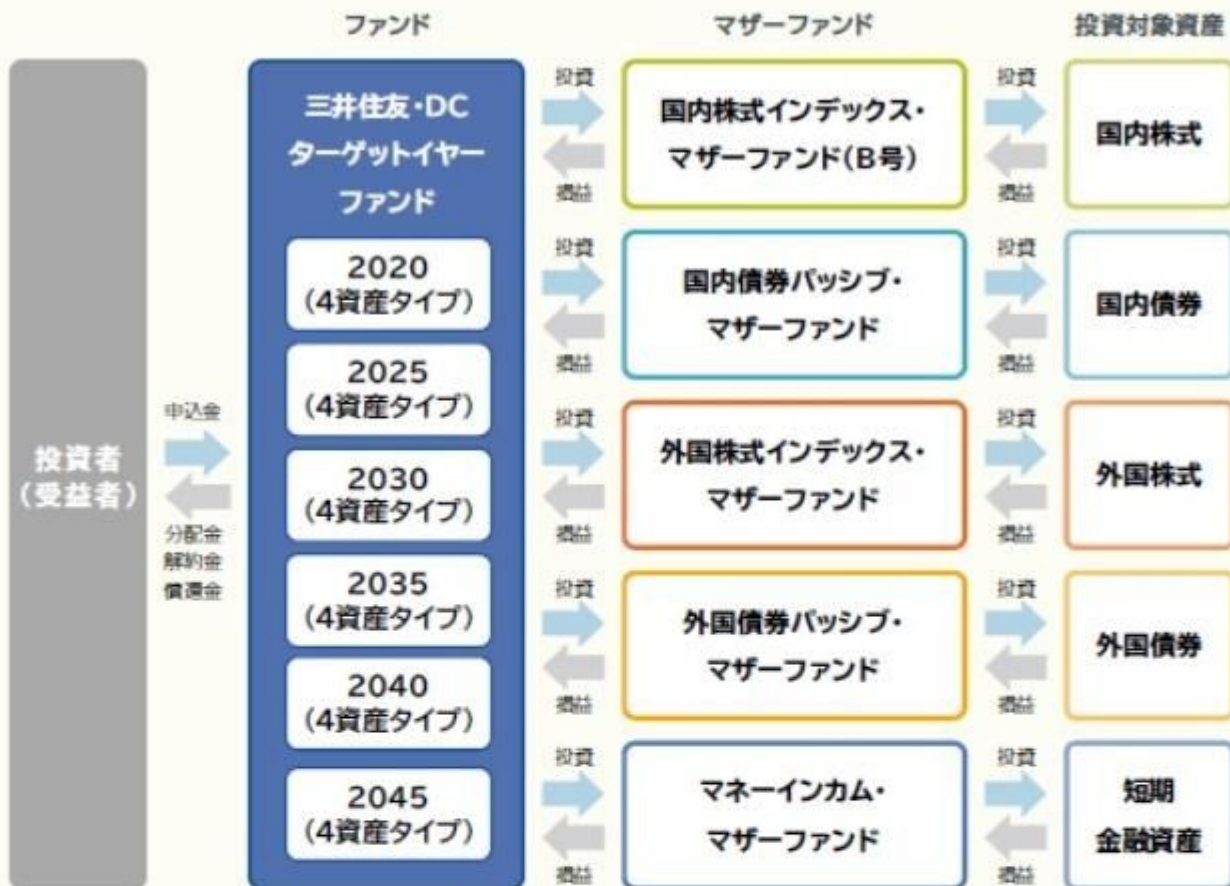 ファンド
マザーファンド
投資対象資産
投資者
(受益者)
申込金
分配金
解約金
償還金
三井住友・DC
ターゲットイヤー
ファンド
2020
(4資産タイプ)
2025
(4資産タイプ)
2030
(4資産タイプ)
2035
(4資産タイプ)
2040
(4資産タイプ)
2045
(4資産タイプ)
投資
損益
国内株式インデックス・
マザーファンド(B号)
投資
損益
国内株式
投資
損益
国内債券パッシブ・
マザーファンド
投資
損益
国内債券
投資
損益
外国株式インデックス・
マザーファンド
投資
損益
外国株式
投資
損益
外国債券パッシブ・
マザーファンド
投資
損益
外国債券
投資
損益
マネーインカム・
マザーファンド
投資
損益
短期
金融資産